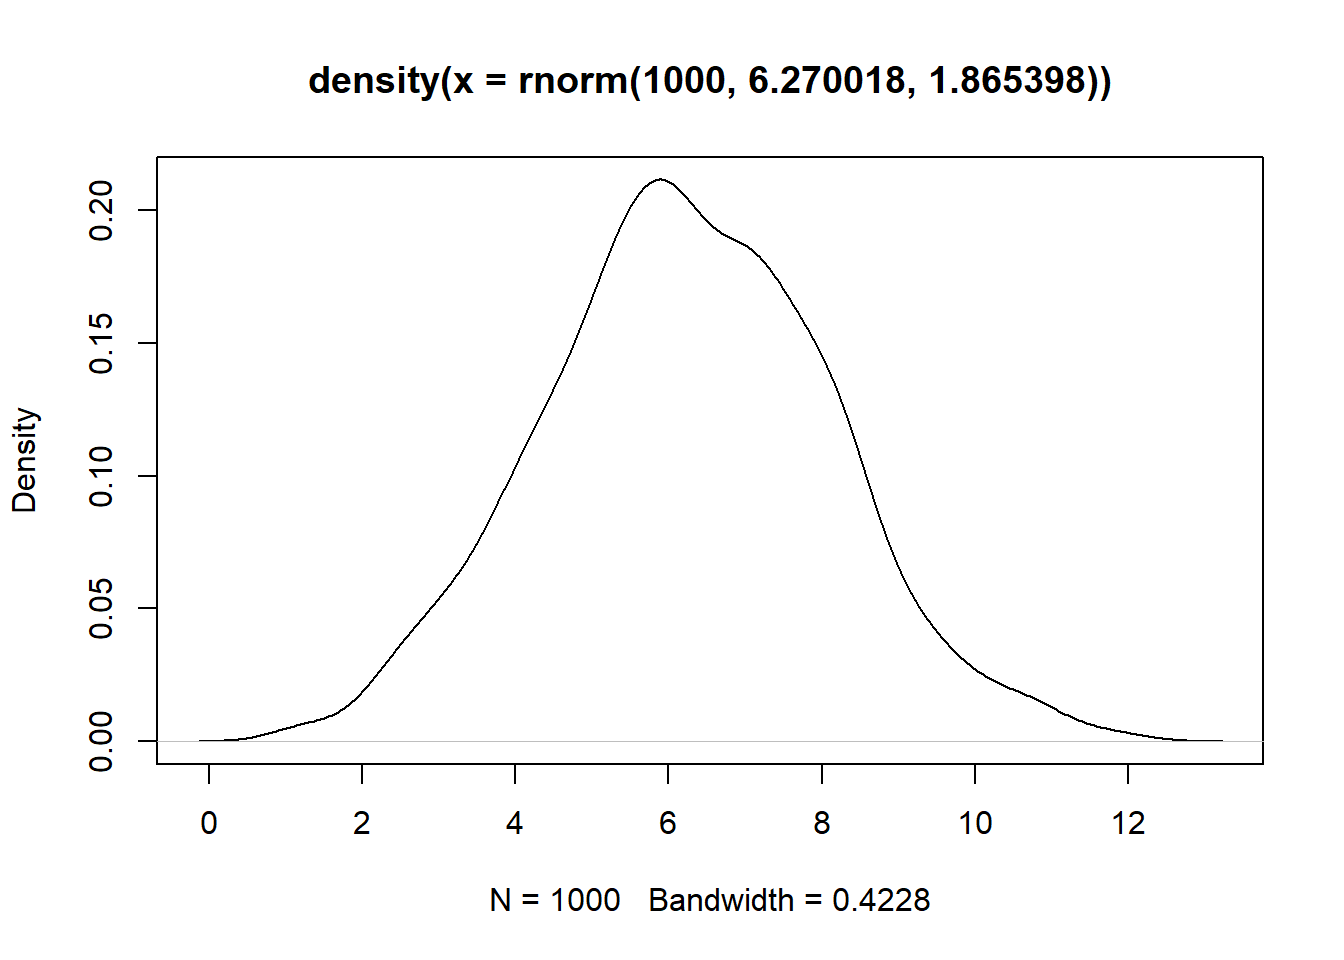 density(x = rnorm(1000, 6.270018, 1.865398))
Density
0.20
0.15
0.10
0.05
0.00
0 2 4 6 8 10 12
N = 1000   Bandwidth = 0.4228